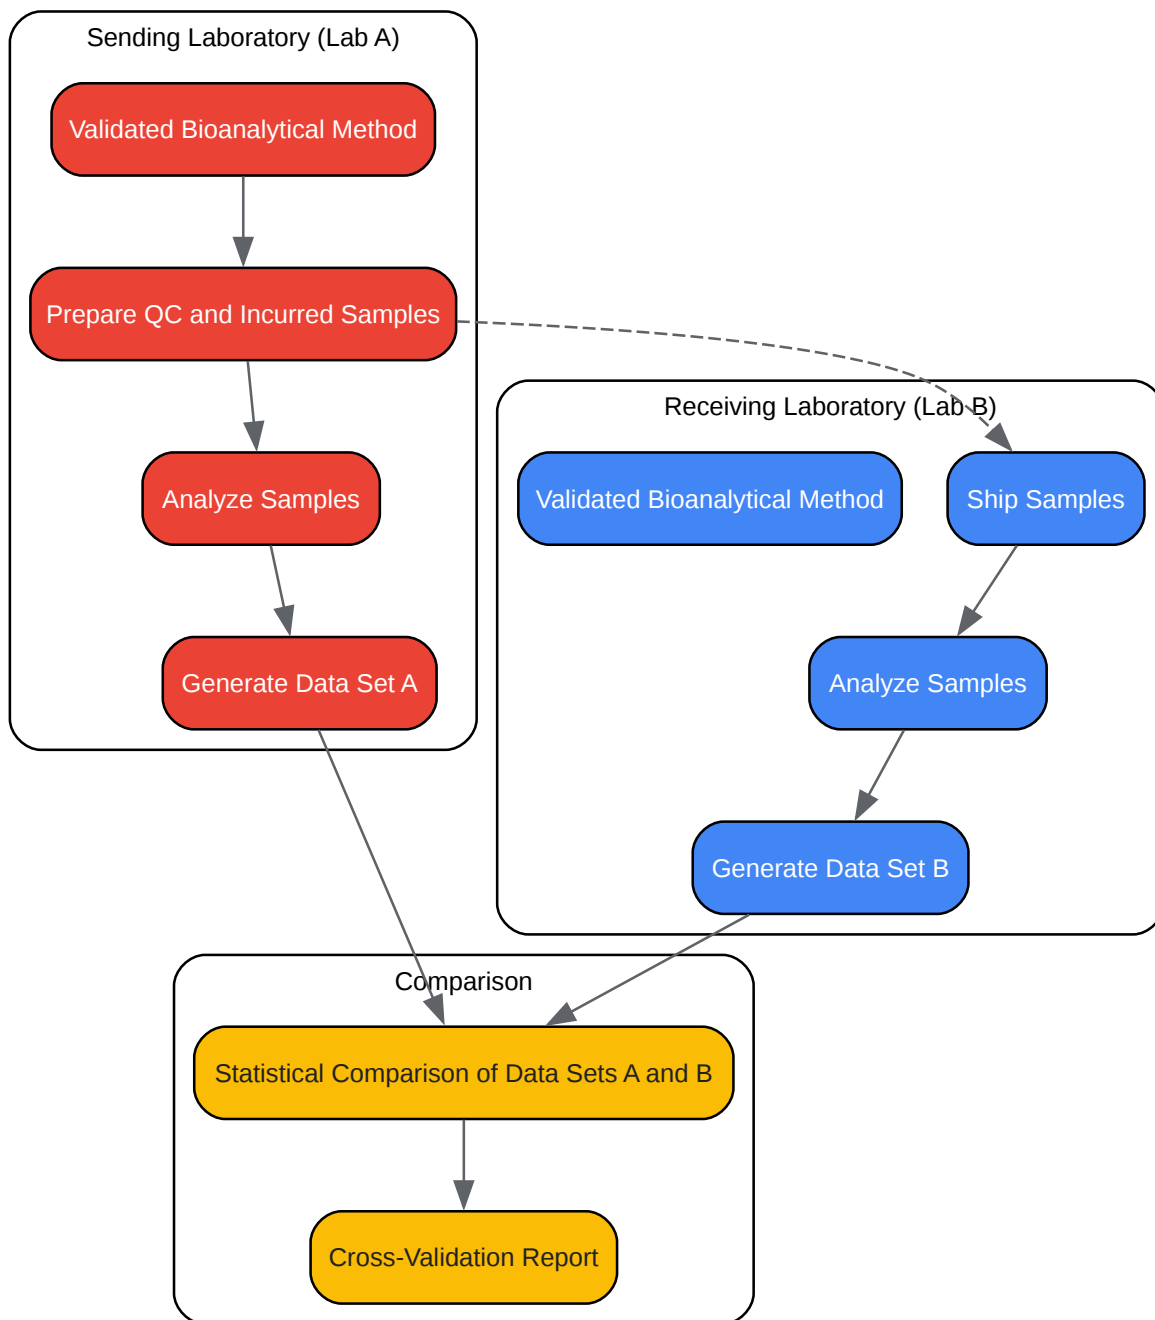 Sending Laboratory (Lab A)
Validated Bioanalytical Method
Prepare QC and Incurred Samples
Analyze Samples
Generate Data Set A
Receiving Laboratory (Lab B)
Validated Bioanalytical Method
Ship Samples
Analyze Samples
Generate Data Set B
Comparison
Statistical Comparison of Data Sets A and B
Cross-Validation Report